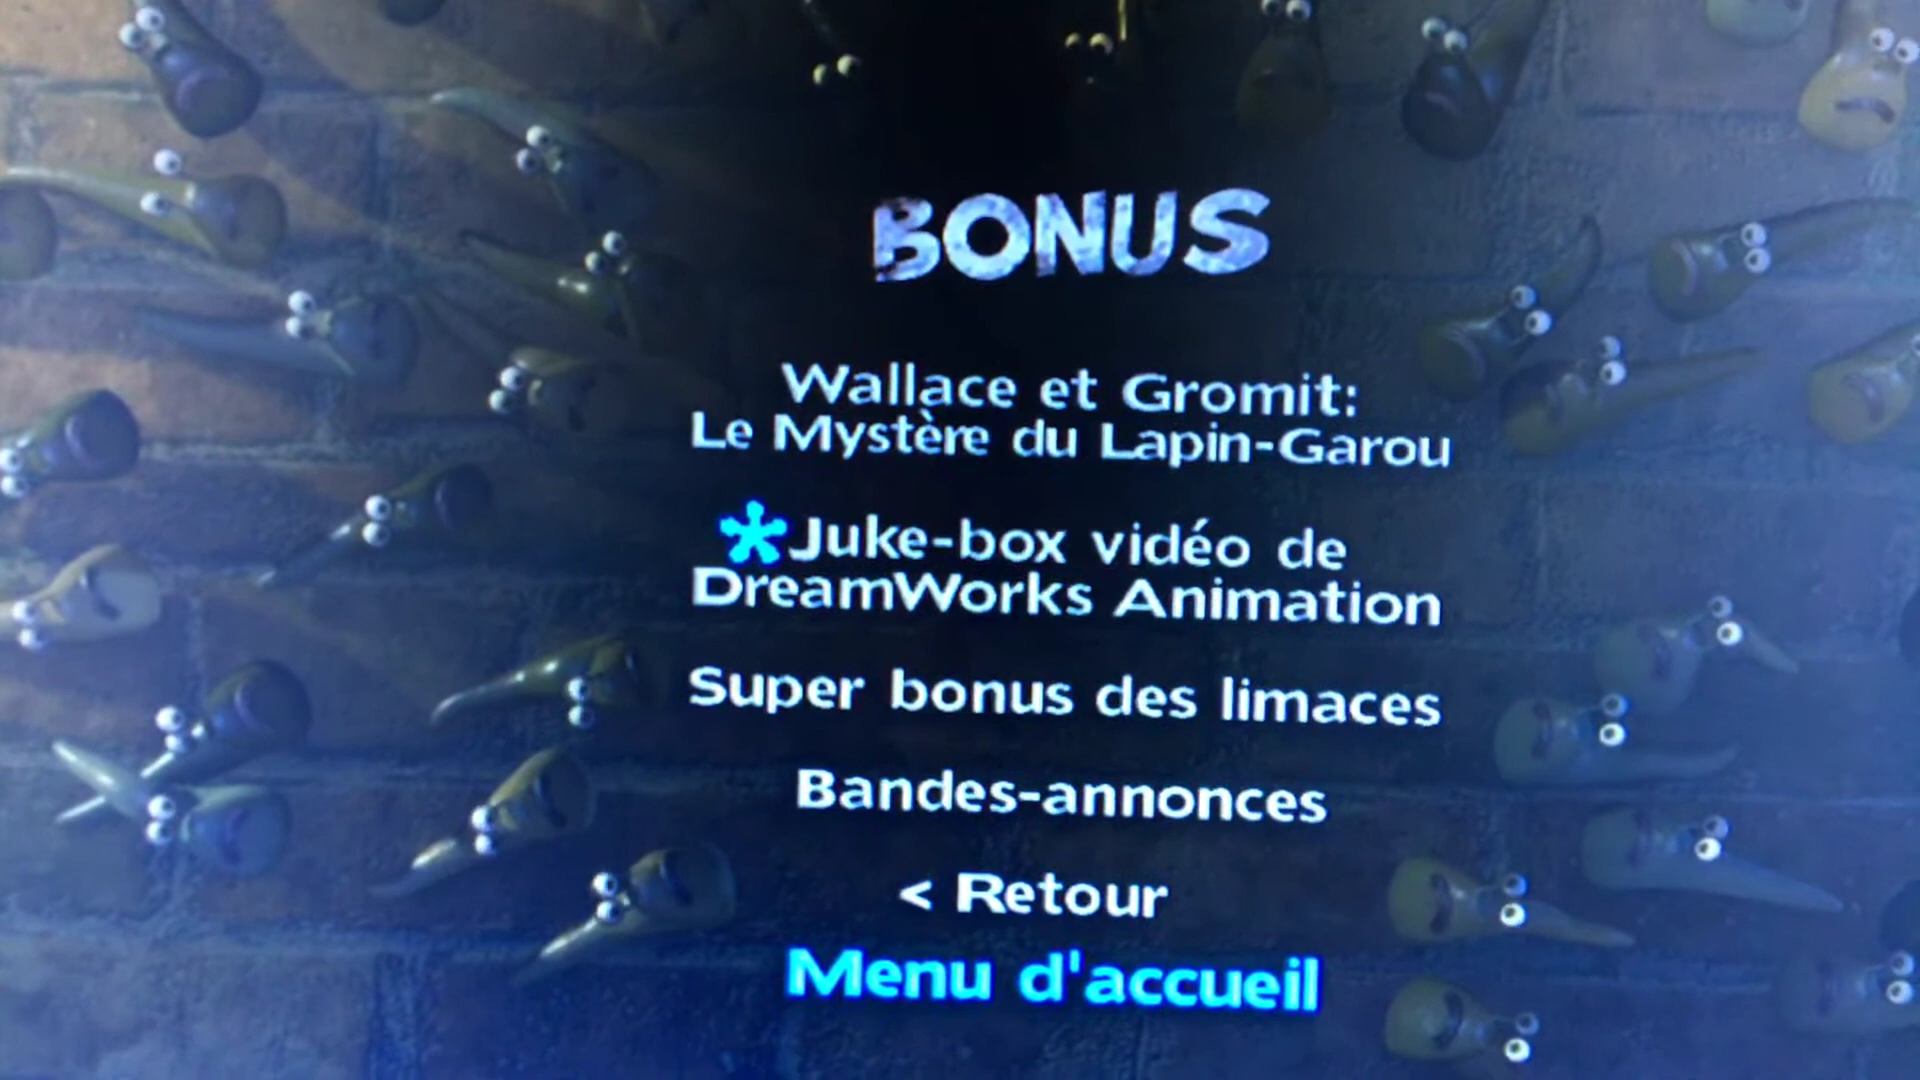 BONUS
Wallace et Gromit:
Le Mystère du Lapin-Garou
Juke-box vidéo de
DreamWorks Animation
Super bonus des limaces
Bandes-annonces
< Retour
Menu d'accueil